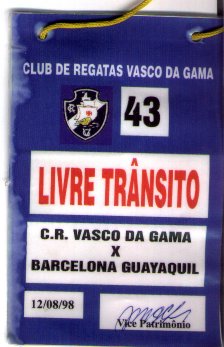 CLUB DE REGATAS VASCO DA GAMA
43
LIVRE TRÂNSITO
C.R. VASCO DA GAMA
X
BARCELONA GUAYAQUIL
12/08/98
Vice Patrimônio